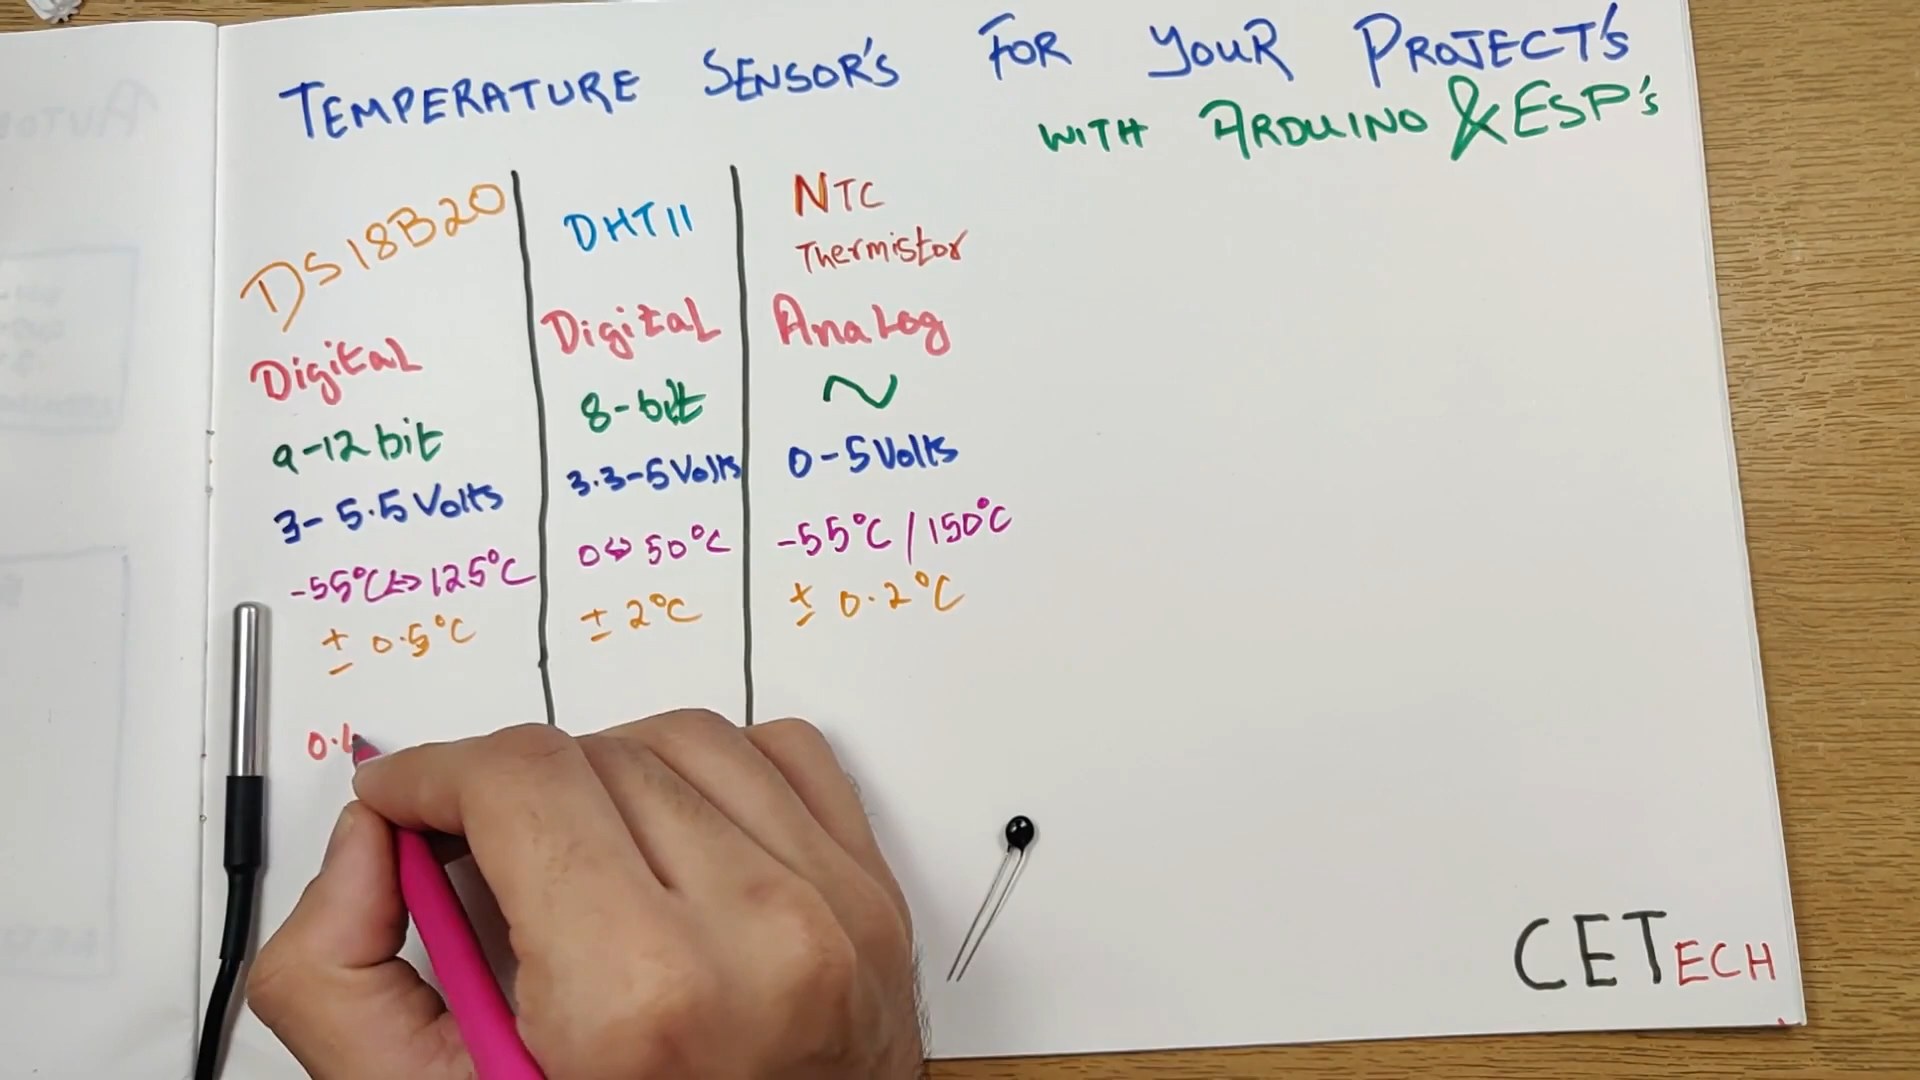 TEMPERATURE SENSOR'S FOR YOUR PROJECT'S
WITH ARDUINO & ESP'S
DS18B20
Digital
9-12 bit
3-5.5 Volts
-55°C↔125°C
± 0.5°C
DHT11
Digital
8-bit
3.3-5 Volts
0↔50°C
± 2°C
NTC
Thermistor
Analog
~
0-5 Volts
-55°C/150°C
± 0.2°C
CETECH